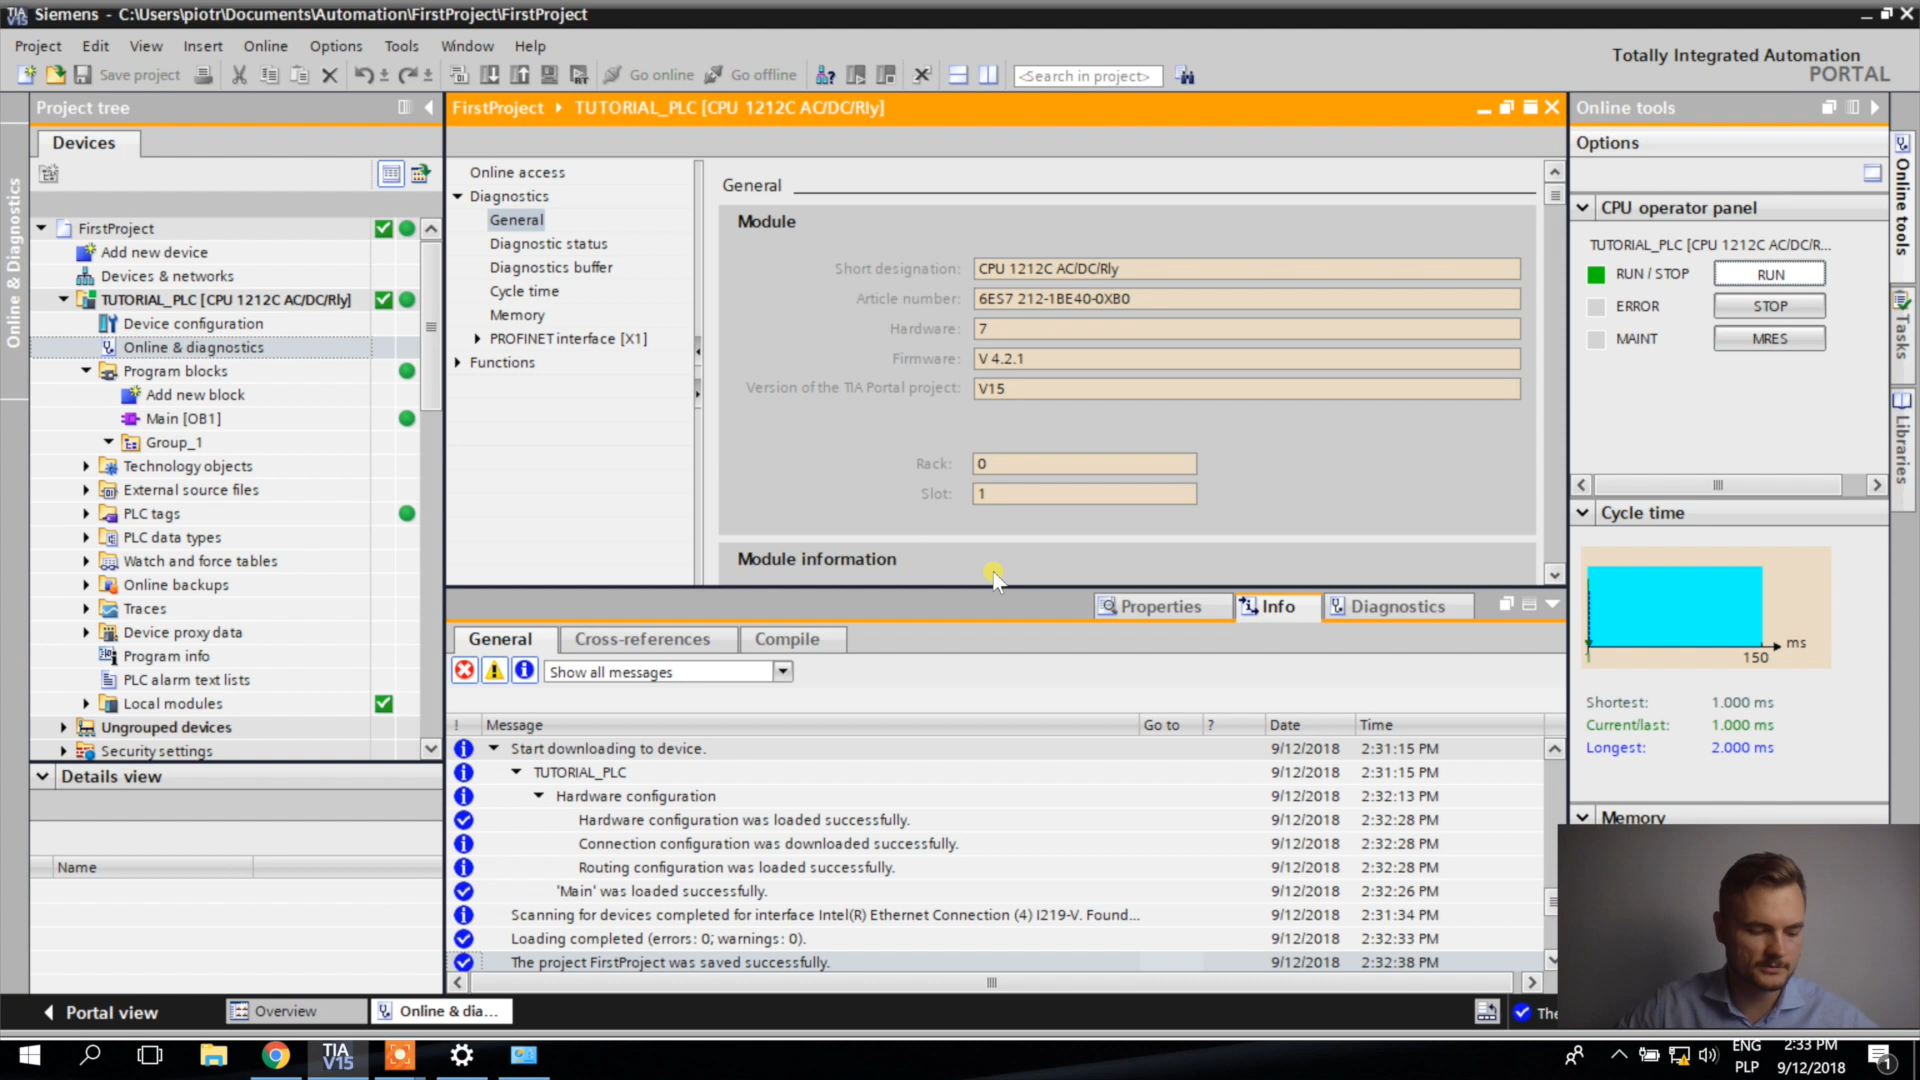 Siemens - C:\Users\piotr\Documents\Automation\FirstProject\FirstProject
Project Edit View Insert Online Options Tools Window Help
Totally Integrated Automation
PORTAL
Save project
Go online
Go offline
<Search in project>
Project tree
Devices
Online & Diagnostics
FirstProject
Add new device
Devices & networks
TUTORIAL_PLC [CPU 1212C AC/DC/Rly]
Device configuration
Online & diagnostics
Program blocks
Add new block
Main [OB1]
Group_1
Technology objects
External source files
PLC tags
PLC data types
Watch and force tables
Online backups
Traces
Device proxy data
Program info
PLC alarm text lists
Local modules
Ungrouped devices
Security settings
Details view
Name
FirstProject TUTORIAL_PLC [CPU 1212C AC/DC/Rly]
Online access
Diagnostics
General
Diagnostic status
Diagnostics buffer
Cycle time
Memory
PROFINET interface [X1]
Functions
General
Module
Short designation: CPU 1212C AC/DC/Rly
Article number: 6ES7 212-1BE40-0XB0
Hardware: 7
Firmware: V 4.2.1
Version of the TIA Portal project: V15
Rack: 0
Slot: 1
Module information
Properties Info Diagnostics
General Cross-references Compile
Show all messages
! Message Go to ? Date Time
Start downloading to device. 9/12/2018 2:31:15 PM
TUTORIAL_PLC 9/12/2018 2:31:15 PM
Hardware configuration 9/12/2018 2:32:13 PM
Hardware configuration was loaded successfully. 9/12/2018 2:32:28 PM
Connection configuration was downloaded successfully. 9/12/2018 2:32:28 PM
Routing configuration was loaded successfully. 9/12/2018 2:32:28 PM
'Main' was loaded successfully. 9/12/2018 2:32:26 PM
Scanning for devices completed for interface Intel(R) Ethernet Connection (4) I219-V. Found... 9/12/2018 2:31:34 PM
Loading completed (errors: 0; warnings: 0). 9/12/2018 2:32:33 PM
The project FirstProject was saved successfully. 9/12/2018 2:32:38 PM
Online tools
Options
CPU operator panel
TUTORIAL_PLC [CPU 1212C AC/DC/R...
RUN / STOP RUN
ERROR STOP
MAINT MRES
Cycle time
ms
1 150
Shortest: 1.000 ms
Current/last: 1.000 ms
Longest: 2.000 ms
Memory
Online tools
Tasks
Libraries
Portal view
Overview
Online & dia...
The
TIA
V15
ENG
PLP
2:33 PM
9/12/2018
1